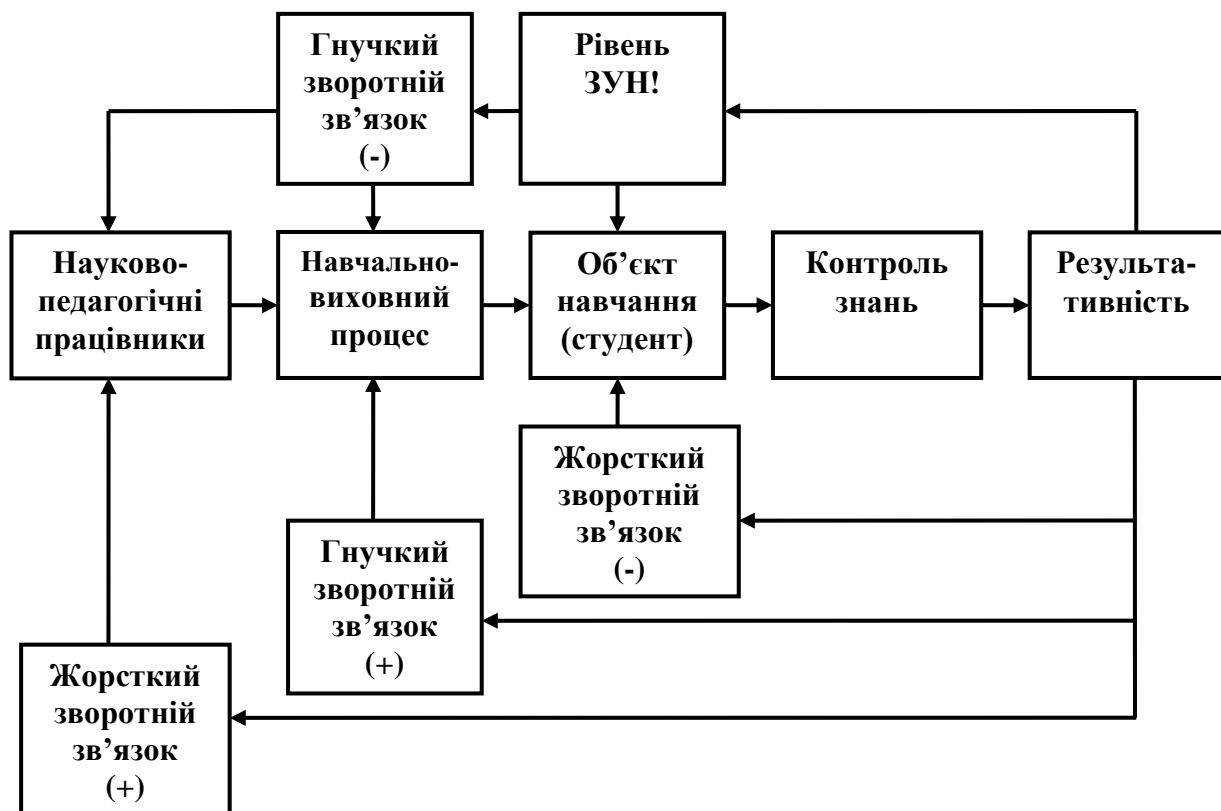 Гнучкий
зворотній
зв’язок
(-)
Рівень
ЗУН!
Науково-
педагогічні
працівники
Навчально-
виховний
процес
Об’єкт
навчання
(студент)
Контроль
знань
Результа-
тивність
Жорсткий
зворотній
зв’язок
(-)
Гнучкий
зворотній
зв’язок
(+)
Жорсткий
зворотній
зв’язок
(+)